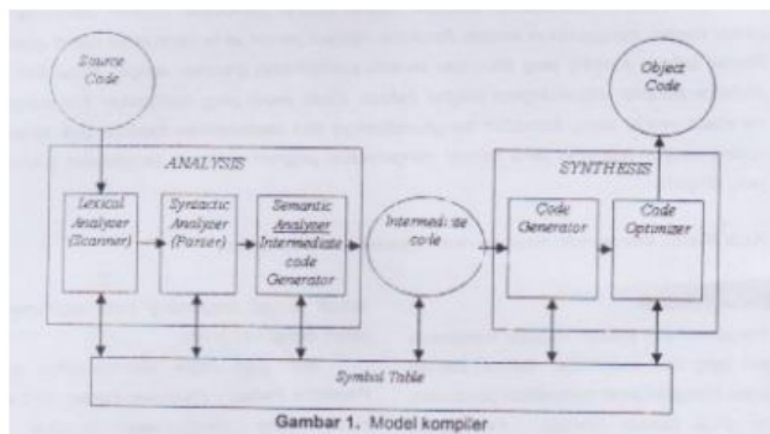 Source
Code
Object
Code
ANALYSIS
SYNTHESIS
Lexical
Analyzer
(Scanner)
Syntactic
Analyzer
(Parser)
Semantic
Analyzer
Intermediate
code
Generator
Intermediate
code
Code
Generator
Code
Optimizer
Symbol Table
Gambar 1. Model kompiler